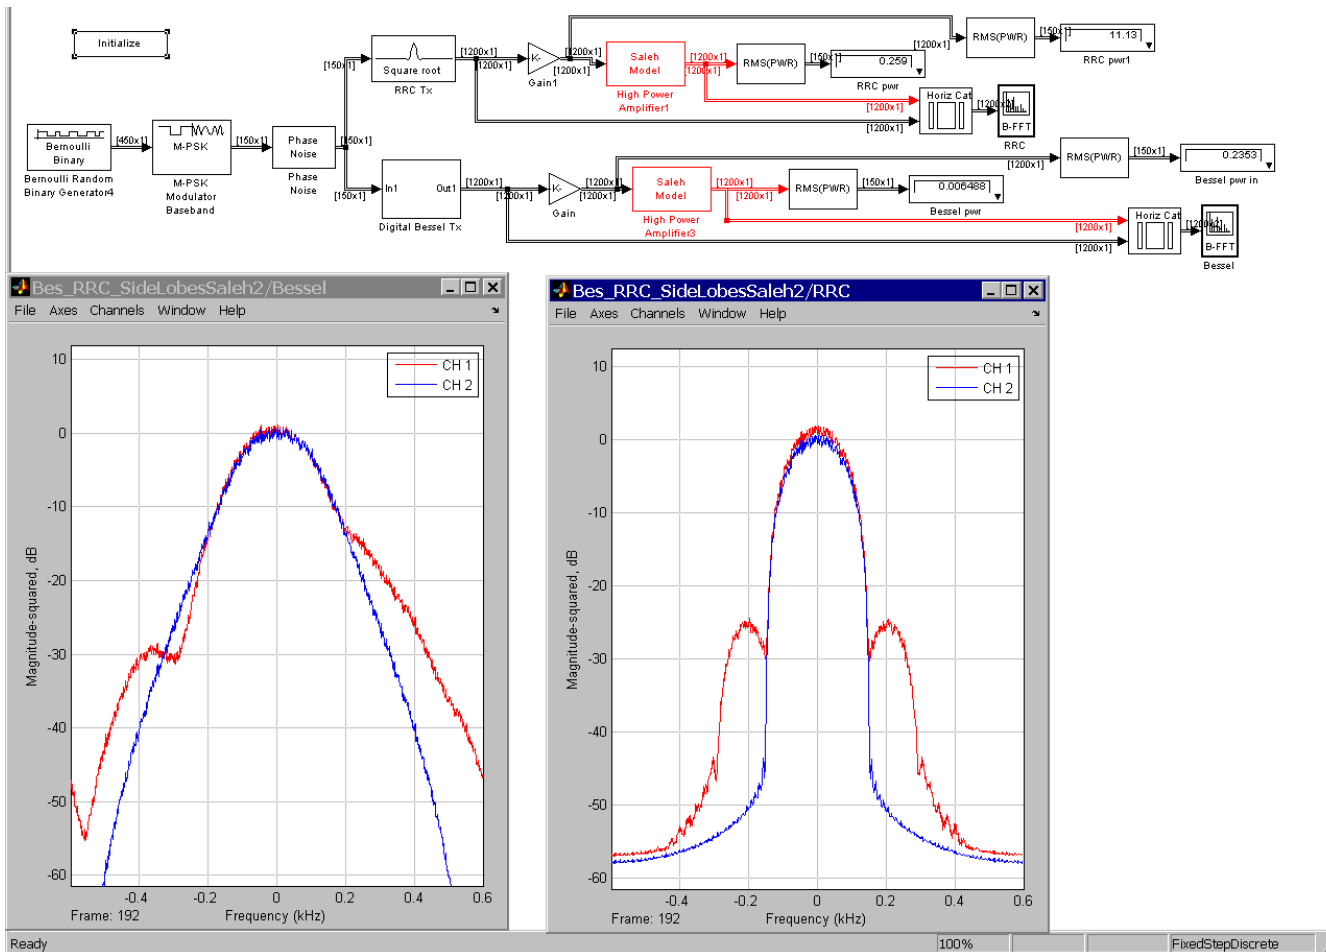 Initialize
Square root
RRC Tx
[150x1]
[1200x1]
[1200x1]
K-
Gain1
[1200x1]
Saleh
Model
High Power
Amplifier1
[1200x1]
[1200x1]
RMS(PWR)
[150x1]
0.259
RRC pwr
[1200x1]
RMS(PWR)
[150x1]
11.13
RRC pwr1
[1200x1]
[1200x1]
Horiz Cat
B-FFT
RRC
Bernoulli
Binary
Bernoulli Random
Binary Generator4
[450x1]
M-PSK
M-PSK
Modulator
Baseband
[150x1]
Phase
Noise
Phase
Noise
[150x1]
[150x1]
In1
Out1
Digital Bessel Tx
[1200x1]
[1200x1]
K-
Gain
[1200x1]
[1200x1]
Saleh
Model
High Power
Amplifier3
[1200x1]
[1200x1]
RMS(PWR)
[150x1]
0.006488
Bessel pwr
[1200x1]
RMS(PWR)
[150x1]
0.2353
Bessel pwr in
[1200x1]
[1200x1]
Horiz Cat
B-FFT
Bessel
Bes_RRC_SideLobesSaleh2/Bessel
File Axes Channels Window Help
CH 1
CH 2
10
0
-10
-20
-30
-40
-50
-60
Magnitude-squared, dB
-0.4 -0.2 0 0.2 0.4 0.6
Frame: 192
Frequency (kHz)
Bes_RRC_SideLobesSaleh2/RRC
File Axes Channels Window Help
CH 1
CH 2
10
0
-10
-20
-30
-40
-50
-60
Magnitude-squared, dB
-0.4 -0.2 0 0.2 0.4 0.6
Frame: 192
Frequency (kHz)
Ready
100%
FixedStepDiscrete